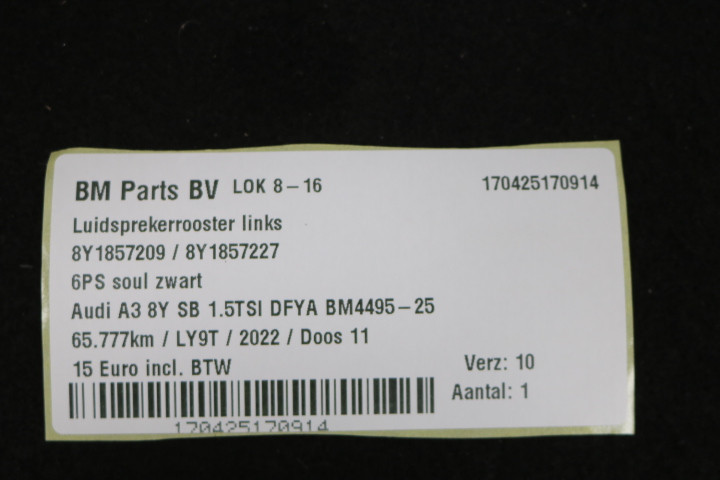 BM Parts BV LOK 8-16 170425170914
Luidsprekerrooster links
8Y1857209 / 8Y1857227
6PS soul zwart
Audi A3 8Y SB 1.5TSI DFYA BM4495-25
65.777km / LY9T / 2022 / Doos 11
15 Euro incl. BTW Verz: 10
Aantal: 1
170425170914